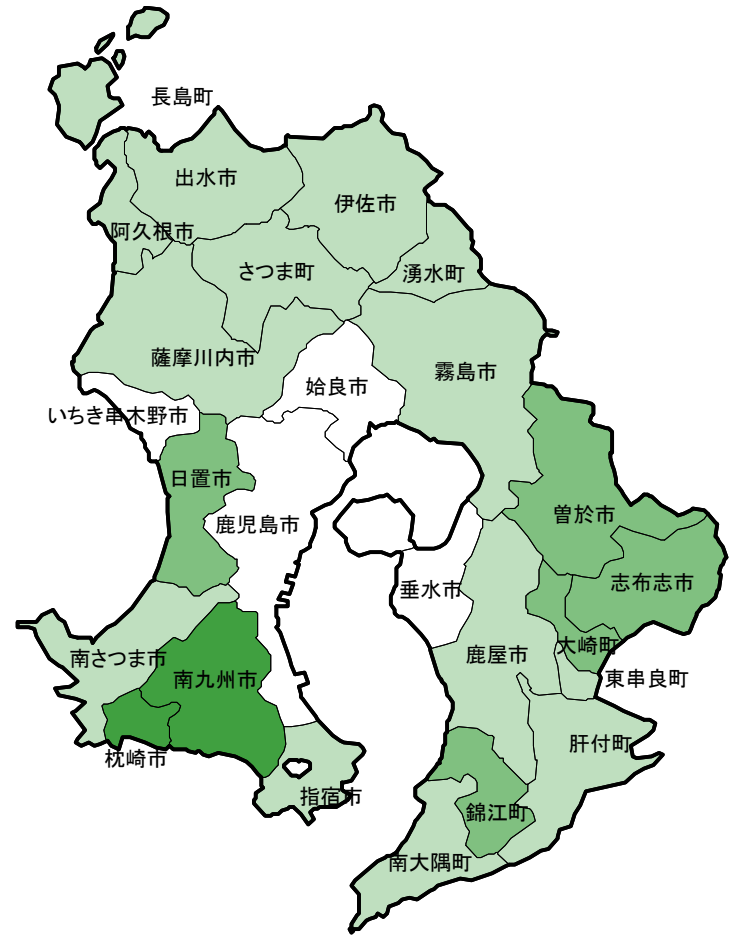 長島町
出水市
伊佐市
阿久根市
さつま町
湧水町
薩摩川内市
霧島市
姶良市
いちき串木野市
日置市
曽於市
鹿児島市
志布志市
垂水市
大崎町
鹿屋市
南さつま市
南九州市
東串良町
肝付町
枕崎市
指宿市
錦江町
南大隅町